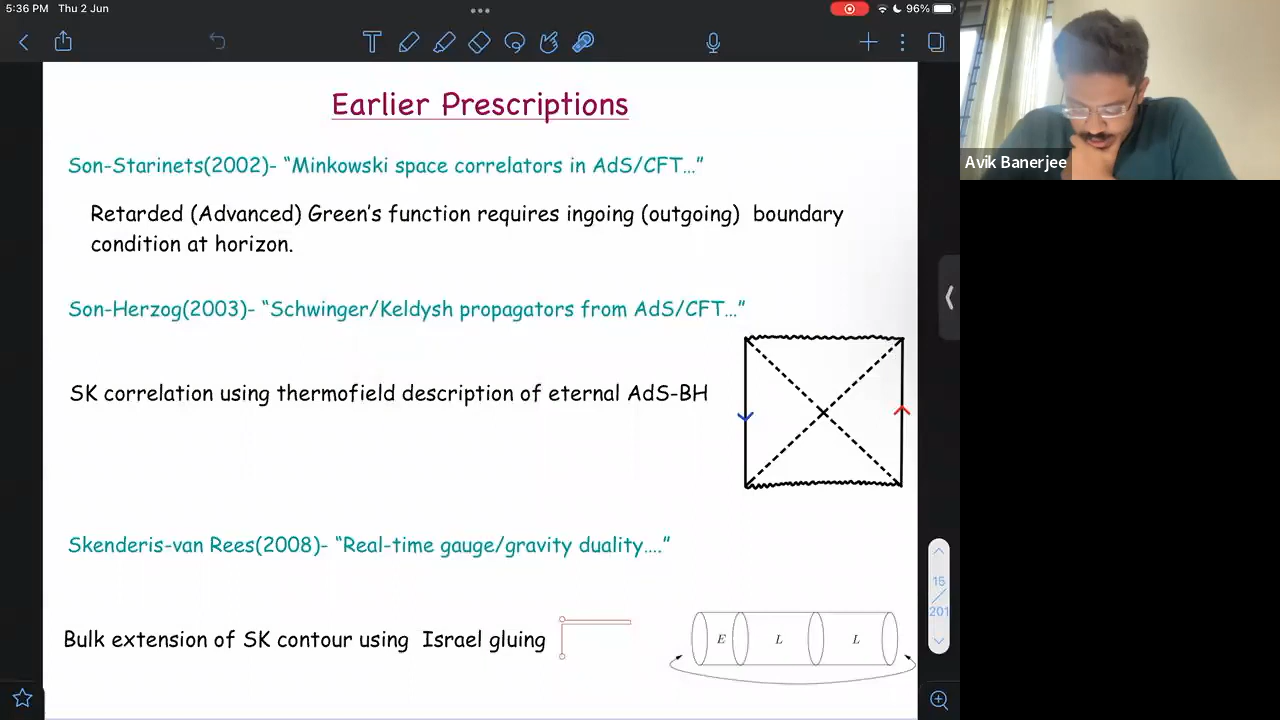 5:36 PM Thu 2 Jun
96%
Avik Banerjee
Earlier Prescriptions
Son-Starinets(2002)- “Minkowski space correlators in AdS/CFT…”
Retarded (Advanced) Green’s function requires ingoing (outgoing) boundary
condition at horizon.
Son-Herzog(2003)- “Schwinger/Keldysh propagators from AdS/CFT…”
SK correlation using thermofield description of eternal AdS-BH
Skenderis-van Rees(2008)- “Real-time gauge/gravity duality….”
Bulk extension of SK contour using Israel gluing
E L L
15
201